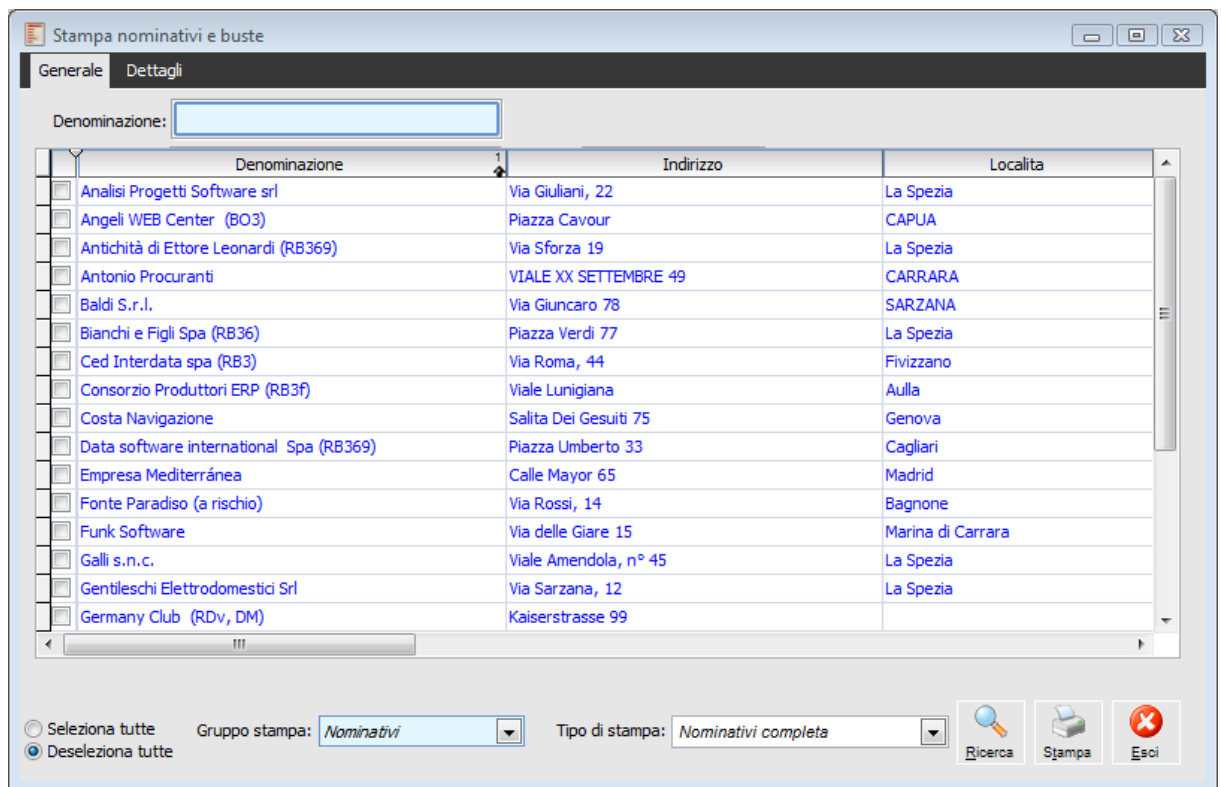 Stampa nominativi e buste
Generale Dettagli
Denominazione:
Denominazione 1 Indirizzo Localita
Analisi Progetti Software srl Via Giuliani, 22 La Spezia
Angeli WEB Center (BO3) Piazza Cavour CAPUA
Antichità di Ettore Leonardi (RB369) Via Sforza 19 La Spezia
Antonio Procuranti VIALE XX SETTEMBRE 49 CARRARA
Baldi S.r.l. Via Giuncaro 78 SARZANA
Bianchi e Figli Spa (RB36) Piazza Verdi 77 La Spezia
Ced Interdata spa (RB3) Via Roma, 44 Fivizzano
Consorzio Produttori ERP (RB3f) Viale Lunigiana Aulla
Costa Navigazione Salita Dei Gesuiti 75 Genova
Data software international Spa (RB369) Piazza Umberto 33 Cagliari
Empresa Mediterránea Calle Mayor 65 Madrid
Fonte Paradiso (a rischio) Via Rossi, 14 Bagnone
Funk Software Via delle Giare 15 Marina di Carrara
Galli s.n.c. Viale Amendola, n° 45 La Spezia
Gentileschi Elettrodomestici Srl Via Sarzana, 12 La Spezia
Germany Club (RDv, DM) Kaiserstrasse 99
Seleziona tutte Gruppo stampa: Nominativi Tipo di stampa: Nominativi completa
Deseleziona tutte Ricerca Stampa Esci